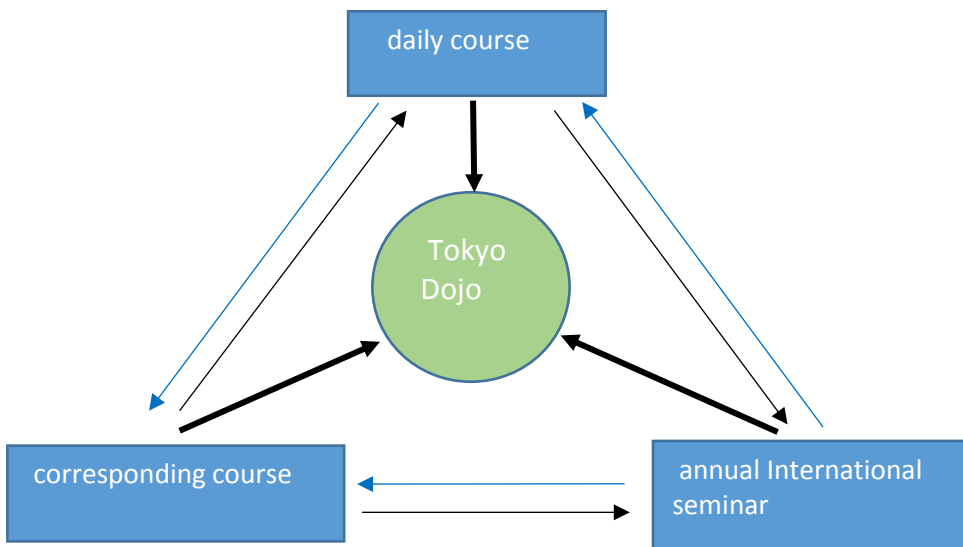 daily course
Tokyo
Dojo
corresponding course
annual International
seminar